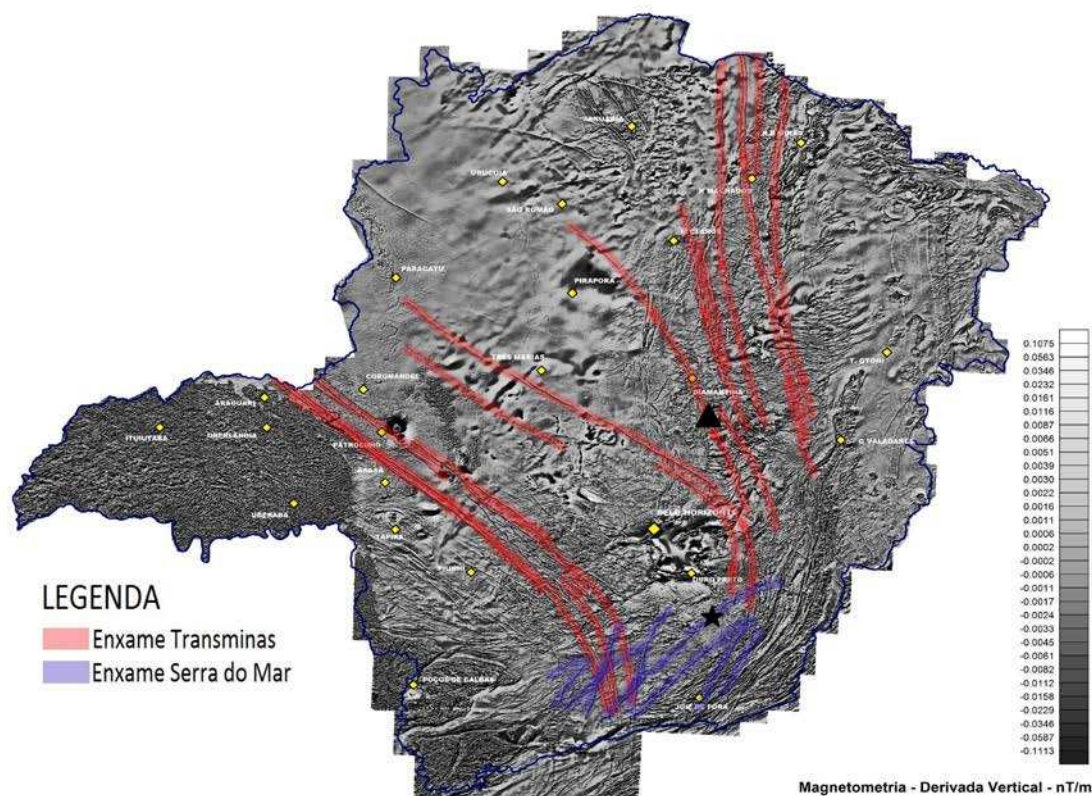 JANUÁRIA
URUCUIA
SÃO ROMÃO
PARACATU
PIRAPORA
TRES MARIAS
T. OTONI
DIAMANTINA
COROMANDEL
ARAGUARI
ITUIUTABA
UBERLÂNDIA
PATROCINIO
G. VALADARES
ARAXÁ
UBERABA
BELO HORIZONTE
TAPIRA
PIUMHI
OURO PRETO
POÇOS DE CALDAS
JUIZ DE FORA
LEGENDA
Enxame Transminas
Enxame Serra do Mar
0.1075
0.0563
0.0346
0.0232
0.0161
0.0116
0.0087
0.0066
0.0051
0.0039
0.0030
0.0022
0.0016
0.0011
0.0006
-0.0002
-0.0002
-0.0006
-0.0011
-0.0017
-0.0024
-0.0033
-0.0045
-0.0061
-0.0082
-0.0112
-0.0158
-0.0229
-0.0346
-0.0587
-0.1113
Magnetometria - Derivada Vertical - nT/m